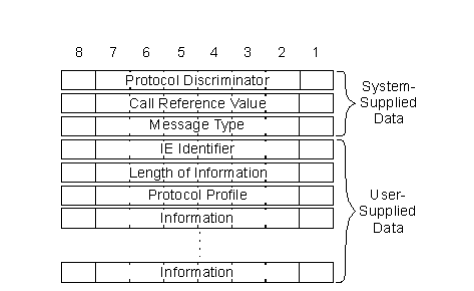 8 7 6 5 4 3 2 1
Protocol Discriminator
Call Reference Value
Message Type
System-
Supplied
Data
IE Identifier
Length of Information
Protocol Profile
Information
Information
User-
Supplied
Data